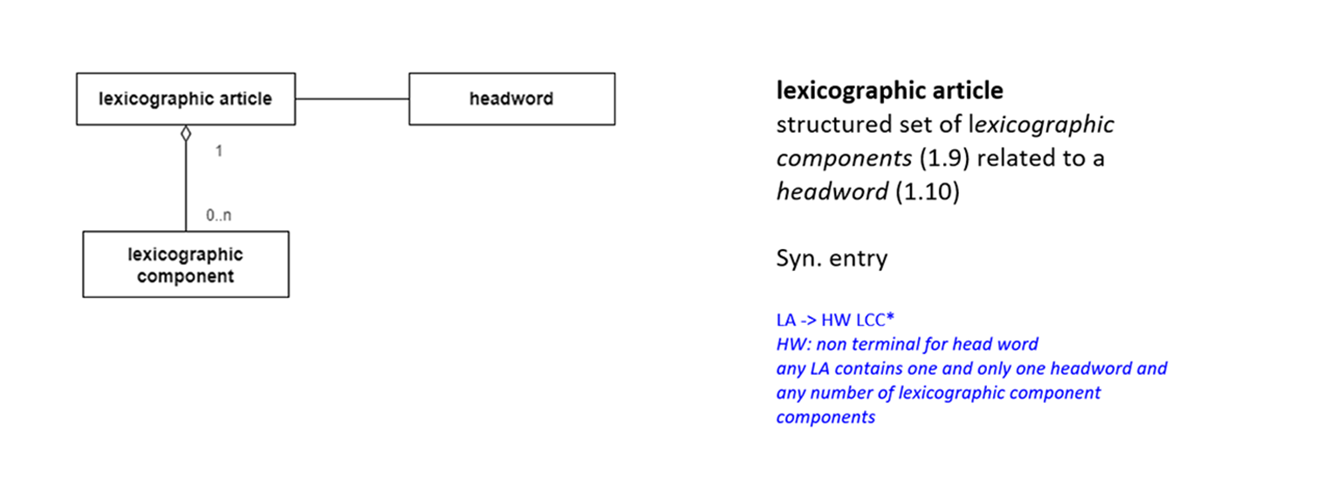 lexicographic article
headword
1
0..n
lexicographic
component
lexicographic article
structured set of lexicographic
components (1.9) related to a
headword (1.10)
Syn. entry
LA -> HW LCC*
HW: non terminal for head word
any LA contains one and only one headword and
any number of lexicographic component
components